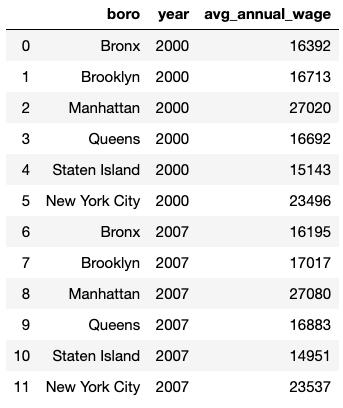 boro year avg_annual_wage
0 Bronx 2000 16392
1 Brooklyn 2000 16713
2 Manhattan 2000 27020
3 Queens 2000 16692
4 Staten Island 2000 15143
5 New York City 2000 23496
6 Bronx 2007 16195
7 Brooklyn 2007 17017
8 Manhattan 2007 27080
9 Queens 2007 16883
10 Staten Island 2007 14951
11 New York City 2007 23537